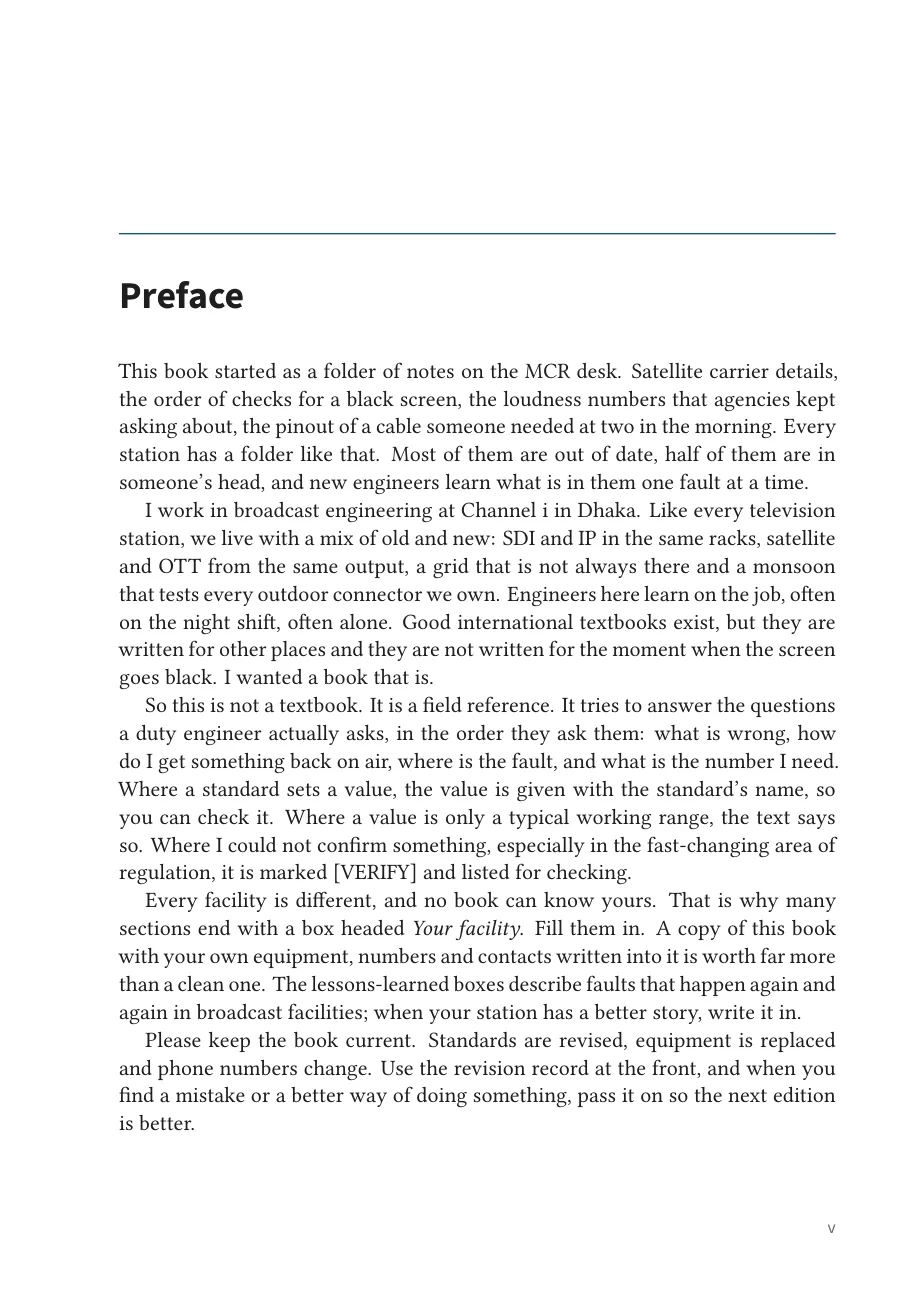 Preface
This book started as a folder of notes on the MCR desk. Satellite carrier details,
the order of checks for a black screen, the loudness numbers that agencies kept
asking about, the pinout of a cable someone needed at two in the morning. Every
station has a folder like that. Most of them are out of date, half of them are in
someone’s head, and new engineers learn what is in them one fault at a time.
I work in broadcast engineering at Channel i in Dhaka. Like every television
station, we live with a mix of old and new: SDI and IP in the same racks, satellite
and OTT from the same output, a grid that is not always there and a monsoon
that tests every outdoor connector we own. Engineers here learn on the job, often
on the night shift, often alone. Good international textbooks exist, but they are
written for other places and they are not written for the moment when the screen
goes black. I wanted a book that is.
So this is not a textbook. It is a field reference. It tries to answer the questions
a duty engineer actually asks, in the order they ask them: what is wrong, how
do I get something back on air, where is the fault, and what is the number I need.
Where a standard sets a value, the value is given with the standard’s name, so
you can check it. Where a value is only a typical working range, the text says
so. Where I could not confirm something, especially in the fast-changing area of
regulation, it is marked [VERIFY] and listed for checking.
Every facility is different, and no book can know yours. That is why many
sections end with a box headed Your facility. Fill them in. A copy of this book
with your own equipment, numbers and contacts written into it is worth far more
than a clean one. The lessons-learned boxes describe faults that happen again and
again in broadcast facilities; when your station has a better story, write it in.
Please keep the book current. Standards are revised, equipment is replaced
and phone numbers change. Use the revision record at the front, and when you
find a mistake or a better way of doing something, pass it on so the next edition
is better.
v